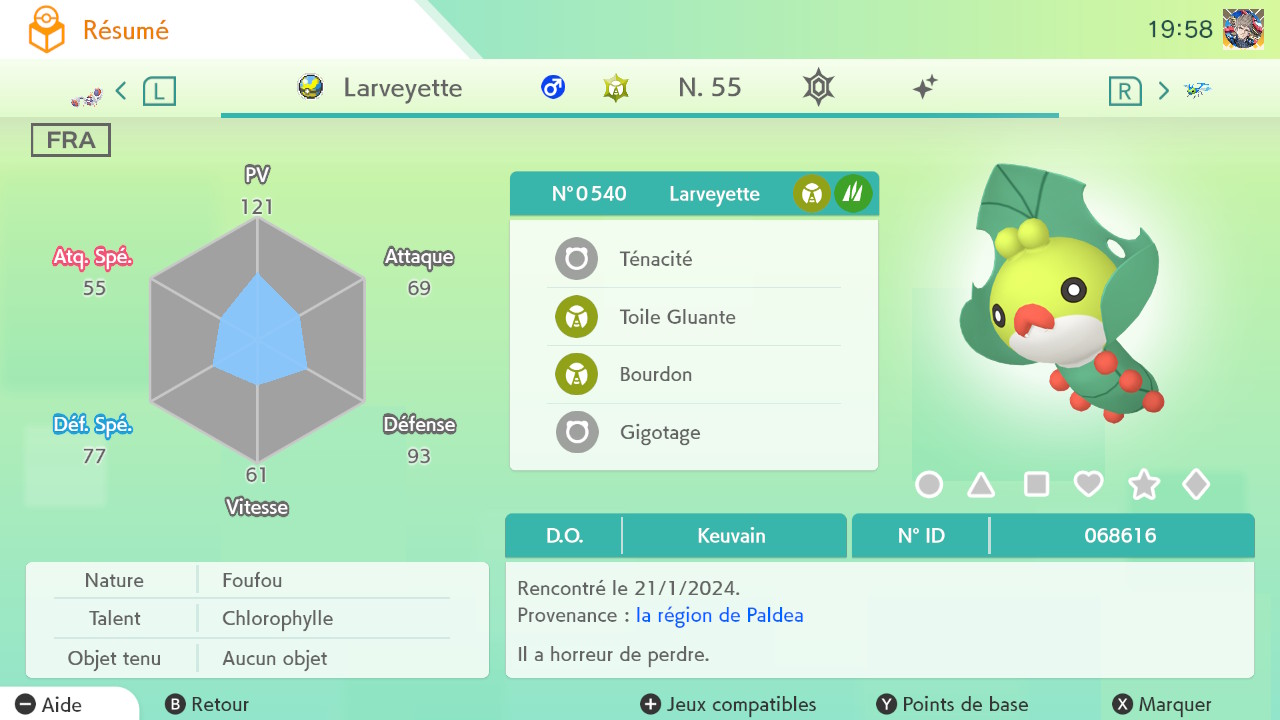 Résumé
19:58
L
Larveyette
N. 55
R
FRA
PV
121
Atq. Spé.
55
Attaque
69
Déf. Spé.
77
Défense
93
61
Vitesse
N°0540 Larveyette
Ténacité
Toile Gluante
Bourdon
Gigotage
D.O. Keuvain N° ID 068616
Nature Foufou
Talent Chlorophylle
Objet tenu Aucun objet
Rencontré le 21/1/2024.
Provenance : la région de Paldea
Il a horreur de perdre.
Aide
B Retour
Jeux compatibles
Y Points de base
X Marquer